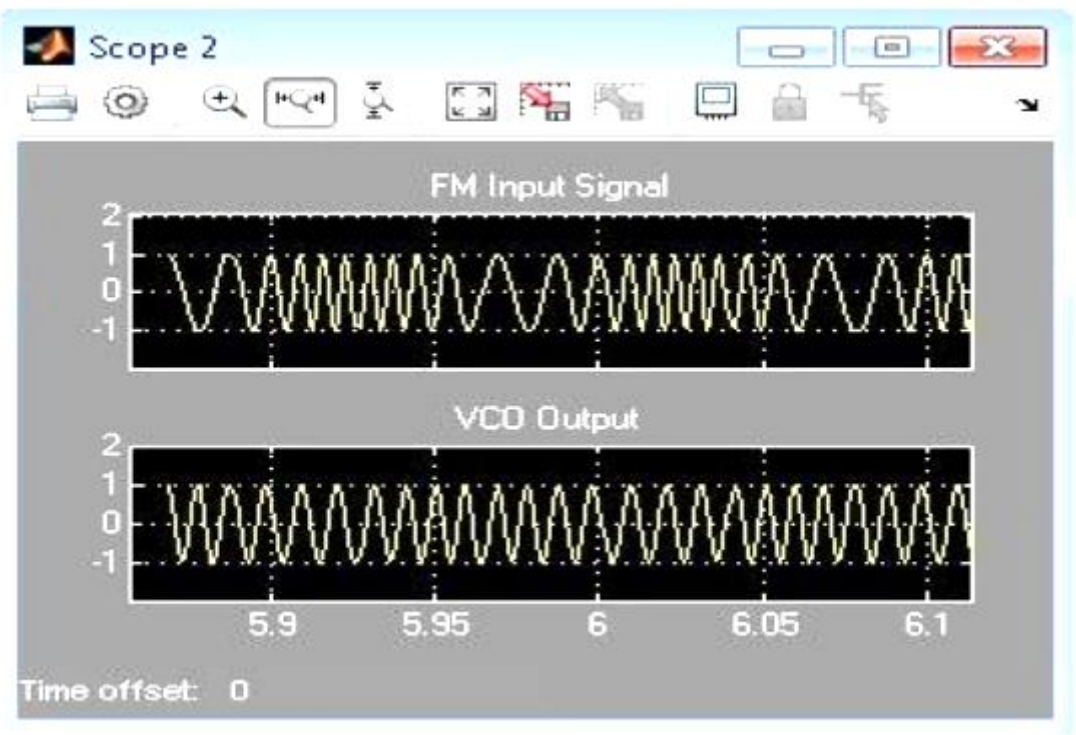 Scope 2
FM Input Signal
2
1
0
-1
VCO Output
2
1
0
-1
5.9 5.95 6 6.05 6.1
Time offset: 0